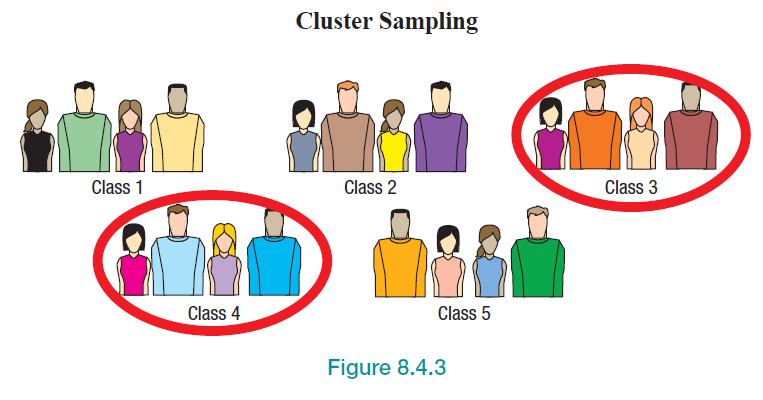 Cluster Sampling
Class 1
Class 2
Class 3
Class 4
Class 5
Figure 8.4.3